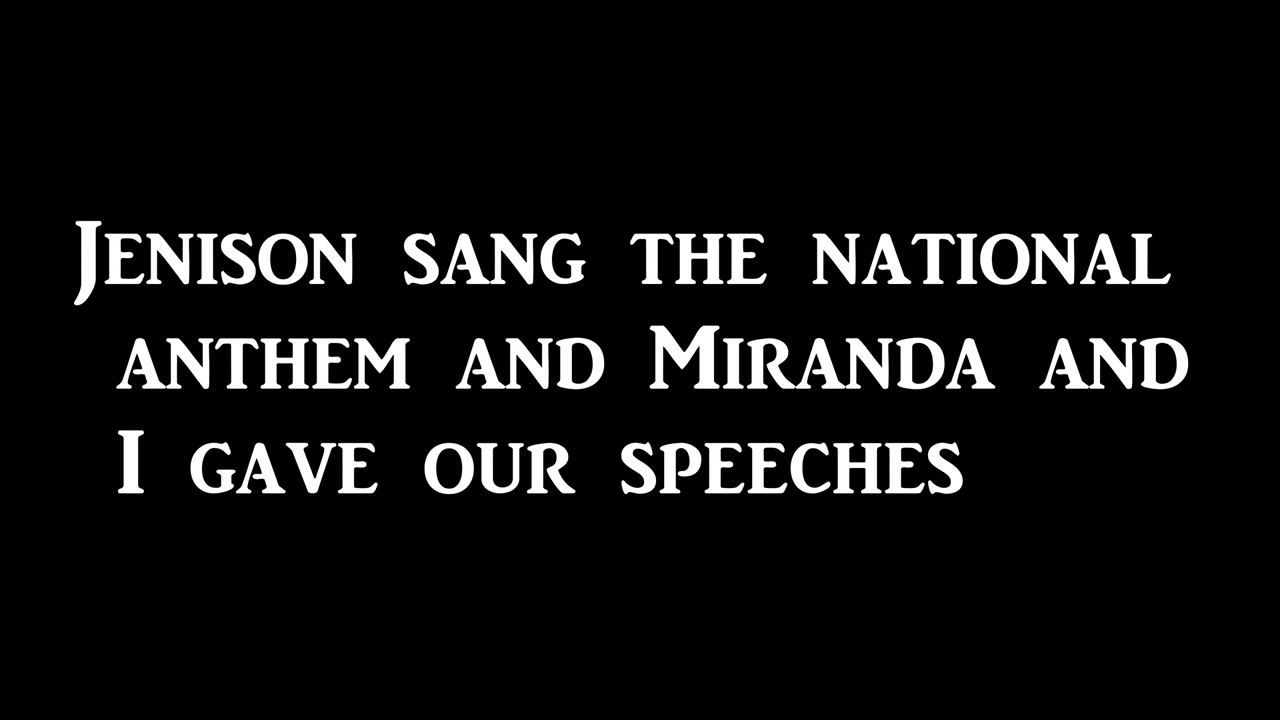 Jenison sang the national
anthem and Miranda and
I gave our speeches